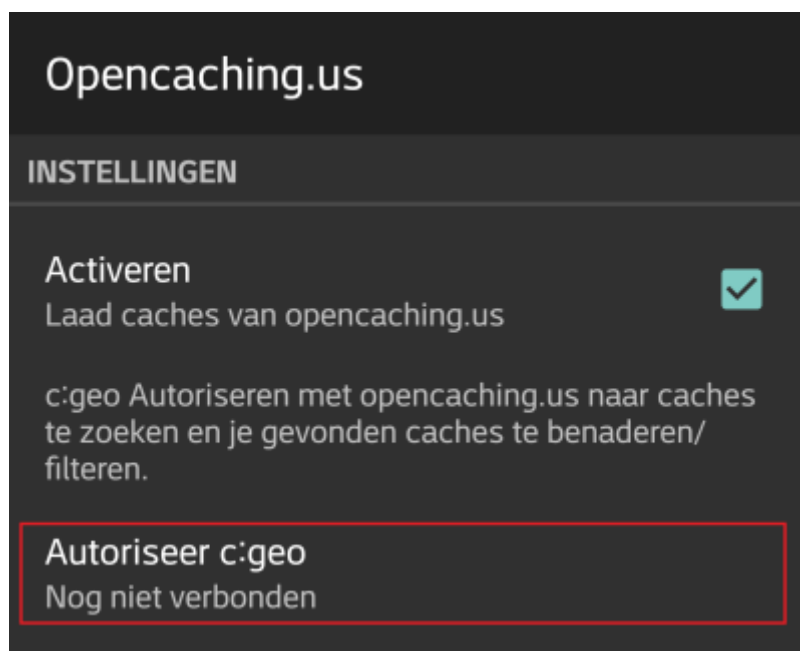 Opencaching.us
INSTELLINGEN
Activeren
Laad caches van opencaching.us
c:geo Autoriseren met opencaching.us naar caches
te zoeken en je gevonden caches te benaderen/
filteren.
Autoriseer c:geo
Nog niet verbonden